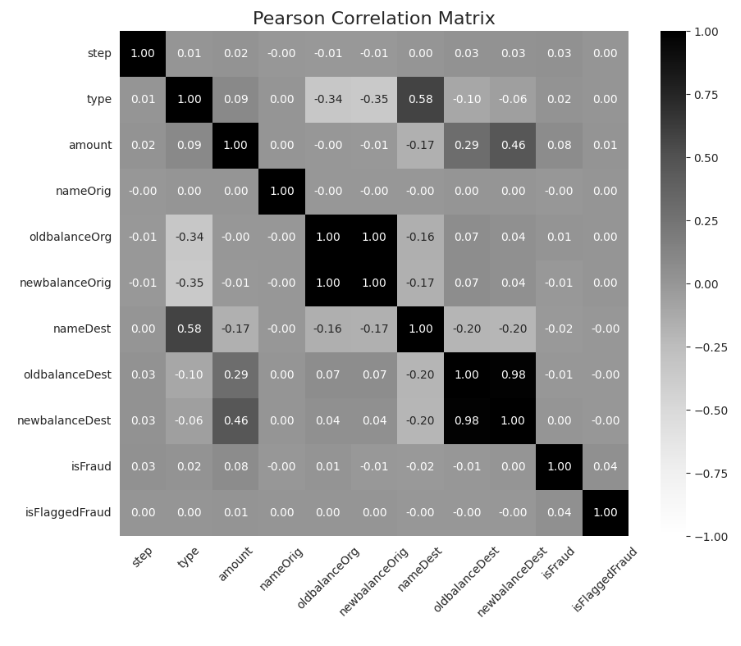 Pearson Correlation Matrix
step 1.00 0.01 0.02 -0.00 -0.01 -0.01 0.00 0.03 0.03 0.03 0.00
type 0.01 1.00 0.09 0.00 -0.34 -0.35 0.58 -0.10 -0.06 0.02 0.00
amount 0.02 0.09 1.00 0.00 -0.00 -0.01 -0.17 0.29 0.46 0.08 0.01
nameOrig -0.00 0.00 0.00 1.00 -0.00 -0.00 -0.00 0.00 0.00 -0.00 0.00
oldbalanceOrg -0.01 -0.34 -0.00 -0.00 1.00 1.00 -0.16 0.07 0.04 0.01 0.00
newbalanceOrig -0.01 -0.35 -0.01 -0.00 1.00 1.00 -0.17 0.07 0.04 -0.01 0.00
nameDest 0.00 0.58 -0.17 -0.00 -0.16 -0.17 1.00 -0.20 -0.20 -0.02 -0.00
oldbalanceDest 0.03 -0.10 0.29 0.00 0.07 0.07 -0.20 1.00 0.98 -0.01 -0.00
newbalanceDest 0.03 -0.06 0.46 0.00 0.04 0.04 -0.20 0.98 1.00 0.00 -0.00
isFraud 0.03 0.02 0.08 -0.00 0.01 -0.01 -0.02 -0.01 0.00 1.00 0.04
isFlaggedFraud 0.00 0.00 0.01 0.00 0.00 0.00 -0.00 -0.00 -0.00 0.04 1.00
step type amount nameOrig oldbalanceOrg newbalanceOrig nameDest oldbalanceDest newbalanceDest isFraud isFlaggedFraud
1.00
0.75
0.50
0.25
0.00
−0.25
−0.50
−0.75
−1.00